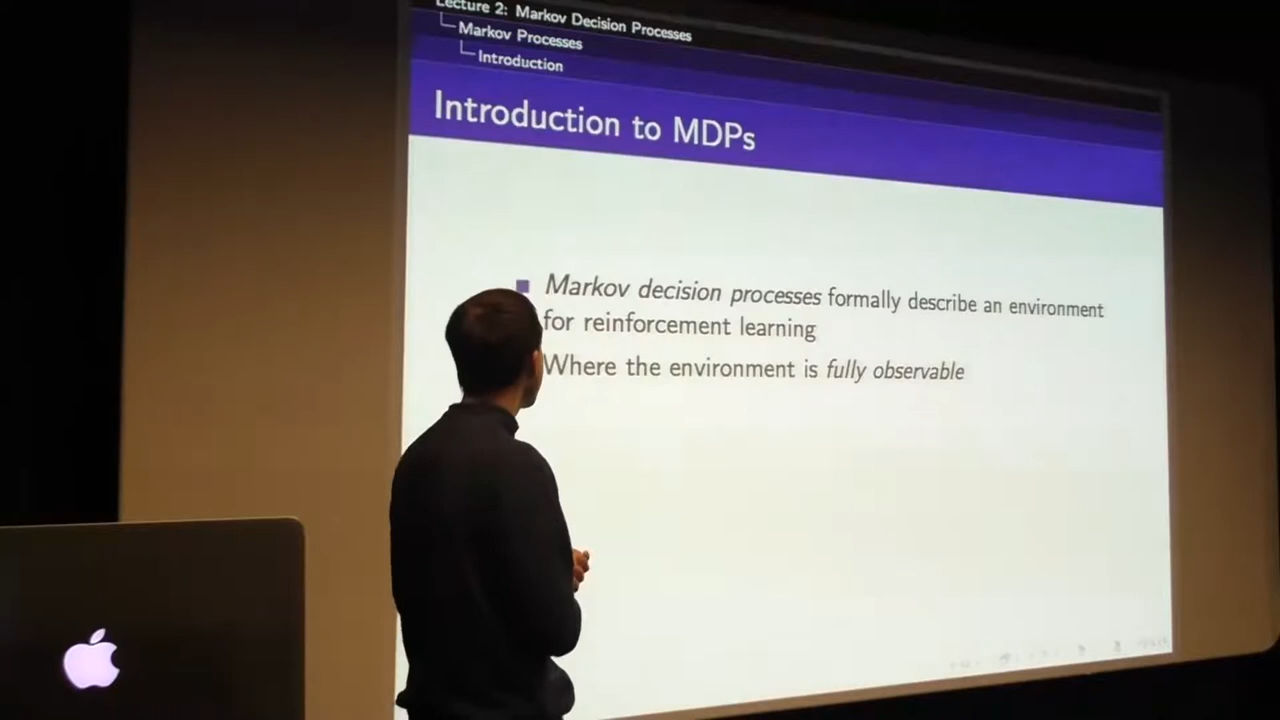 Lecture 2: Markov Decision Processes
Markov Processes
Introduction
Introduction to MDPs
Markov decision processes formally describe an environment
for reinforcement learning
Where the environment is fully observable